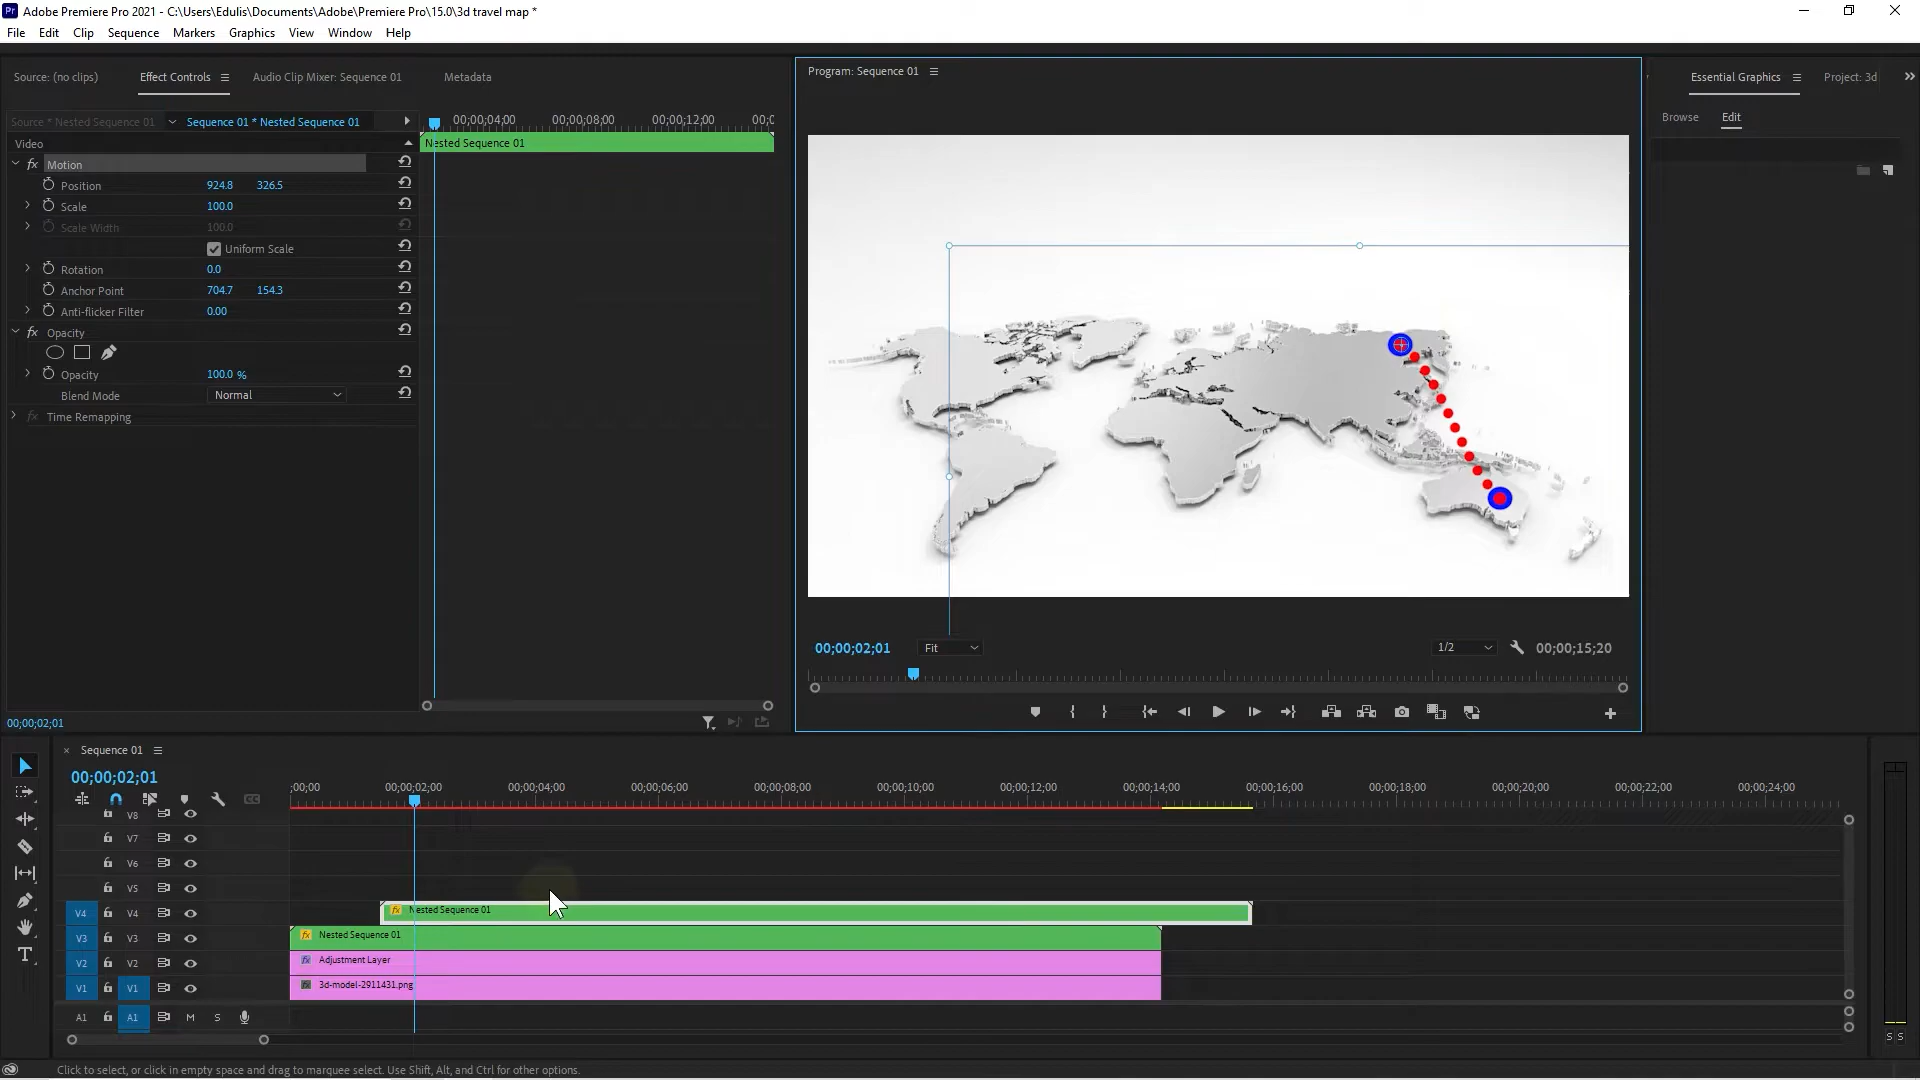 Pr Adobe Premiere Pro 2021 - C:\Users\Edulis\Documents\Adobe\Premiere Pro\15.0\3d travel map *
File Edit Clip Sequence Markers Graphics View Window Help
Source: (no clips) Effect Controls Audio Clip Mixer: Sequence 01 Metadata
Program: Sequence 01
Essential Graphics Project: 3d
Browse Edit
Source * Nested Sequence 01 Sequence 01 * Nested Sequence 01
00;00;04;00 00;00;08;00 00;00;12;00
Video
Nested Sequence 01
fx Motion
Position 924.8 326.5
Scale 100.0
Scale Width 100.0
Uniform Scale
Rotation 0.0
Anchor Point 704.7 154.3
Anti-flicker Filter 0.00
fx Opacity
Opacity 100.0 %
Blend Mode Normal
fx Time Remapping
00;00;02;01 Fit 1/2 00;00;15;20
00;00;02;01
Sequence 01
00;00;02;01
;00;00 00;00;02;00 00;00;04;00 00;00;06;00 00;00;08;00 00;00;10;00 00;00;12;00 00;00;14;00 00;00;16;00 00;00;18;00 00;00;20;00 00;00;22;00 00;00;24;00
V8
V7
V6
V5
V4 V4 fx Nested Sequence 01
V3 V3 fx Nested Sequence 01
V2 V2 fx Adjustment Layer
V1 V1 fx 3d-model-2911431.png
A1 A1 M S
S S
Click to select, or click in empty space and drag to marquee select. Use Shift, Alt, and Ctrl for other options.